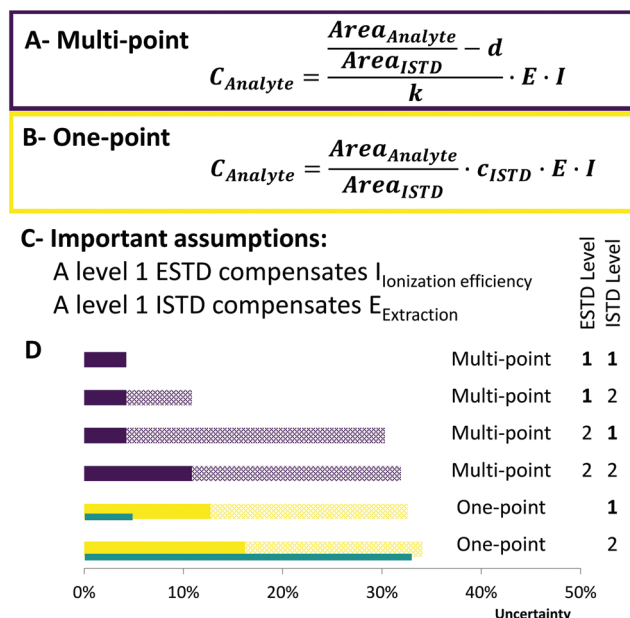 A- Multi-point
C_Analyte = (Area_Analyte / Area_ISTD − d) / k · E · I
B- One-point
C_Analyte = Area_Analyte / Area_ISTD · c_ISTD · E · I
C- Important assumptions:
A level 1 ESTD compensates I_Ionization efficiency
A level 1 ISTD compensates E_Extraction
ESTD Level
ISTD Level
D
Multi-point 1 1
Multi-point 1 2
Multi-point 2 1
Multi-point 2 2
One-point 1
One-point 2
0% 10% 20% 30% 40% 50%
Uncertainty